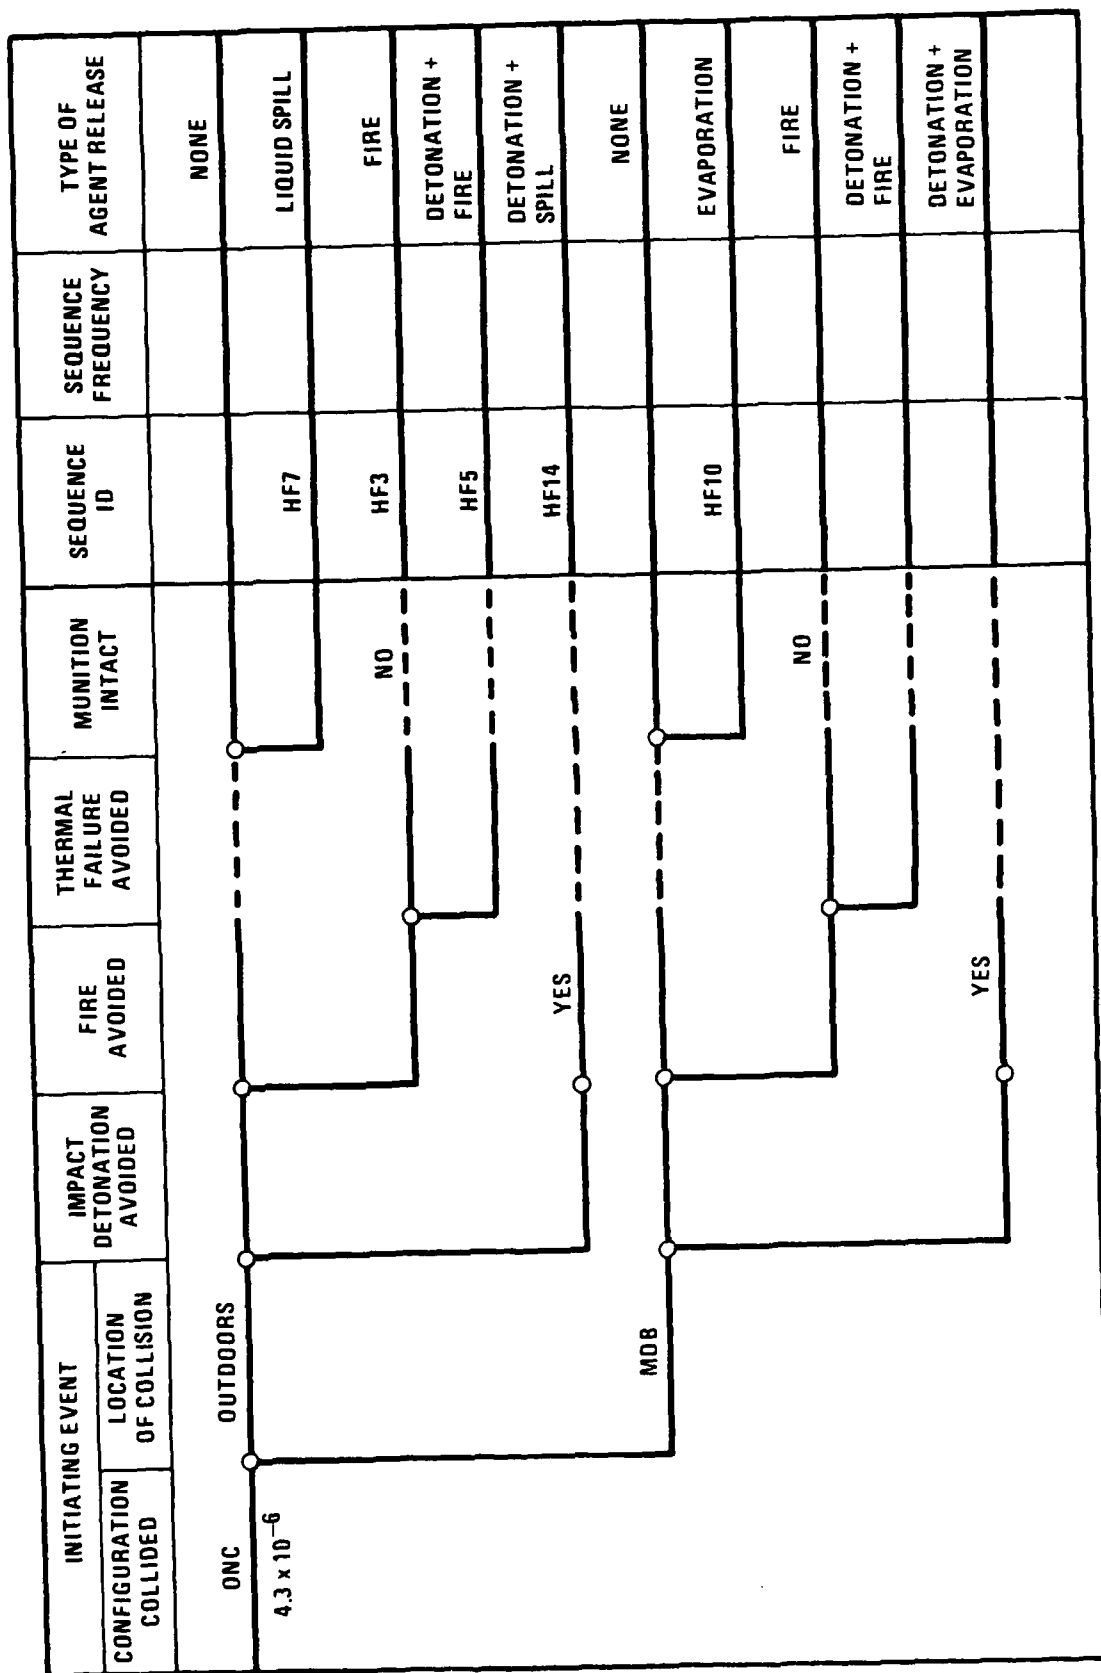 INITIATING EVENT
CONFIGURATION
COLLIDED
LOCATION
OF COLLISION
IMPACT
DETONATION
AVOIDED
FIRE
AVOIDED
THERMAL
FAILURE
AVOIDED
MUNITION
INTACT
SEQUENCE
ID
SEQUENCE
FREQUENCY
TYPE OF
AGENT RELEASE
ONC
4.3 x 10⁻⁶
OUTDOORS
NONE
HF7
LIQUID SPILL
NO
HF3
FIRE
HF5
DETONATION +
FIRE
YES
HF14
DETONATION +
SPILL
MDB
NONE
HF10
EVAPORATION
NO
FIRE
DETONATION +
FIRE
YES
DETONATION +
EVAPORATION